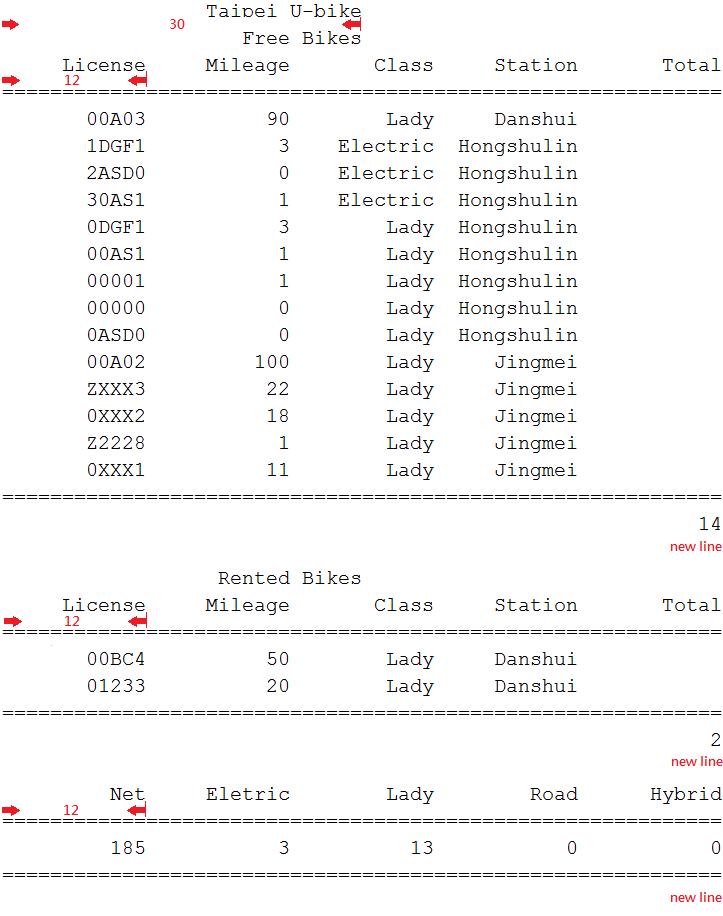 Taipei U-bike
30
Free Bikes
License Mileage Class Station Total
12
============================================================
00A03 90 Lady Danshui
1DGF1 3 Electric Hongshulin
2ASD0 0 Electric Hongshulin
30AS1 1 Electric Hongshulin
0DGF1 3 Lady Hongshulin
00AS1 1 Lady Hongshulin
00001 1 Lady Hongshulin
00000 0 Lady Hongshulin
0ASD0 0 Lady Hongshulin
00A02 100 Lady Jingmei
ZXXX3 22 Lady Jingmei
0XXX2 18 Lady Jingmei
Z2228 1 Lady Jingmei
0XXX1 11 Lady Jingmei
============================================================
14
new line
Rented Bikes
License Mileage Class Station Total
12
============================================================
00BC4 50 Lady Danshui
01233 20 Lady Danshui
============================================================
2
new line
Net Eletric Lady Road Hybrid
12
============================================================
185 3 13 0 0
============================================================
new line